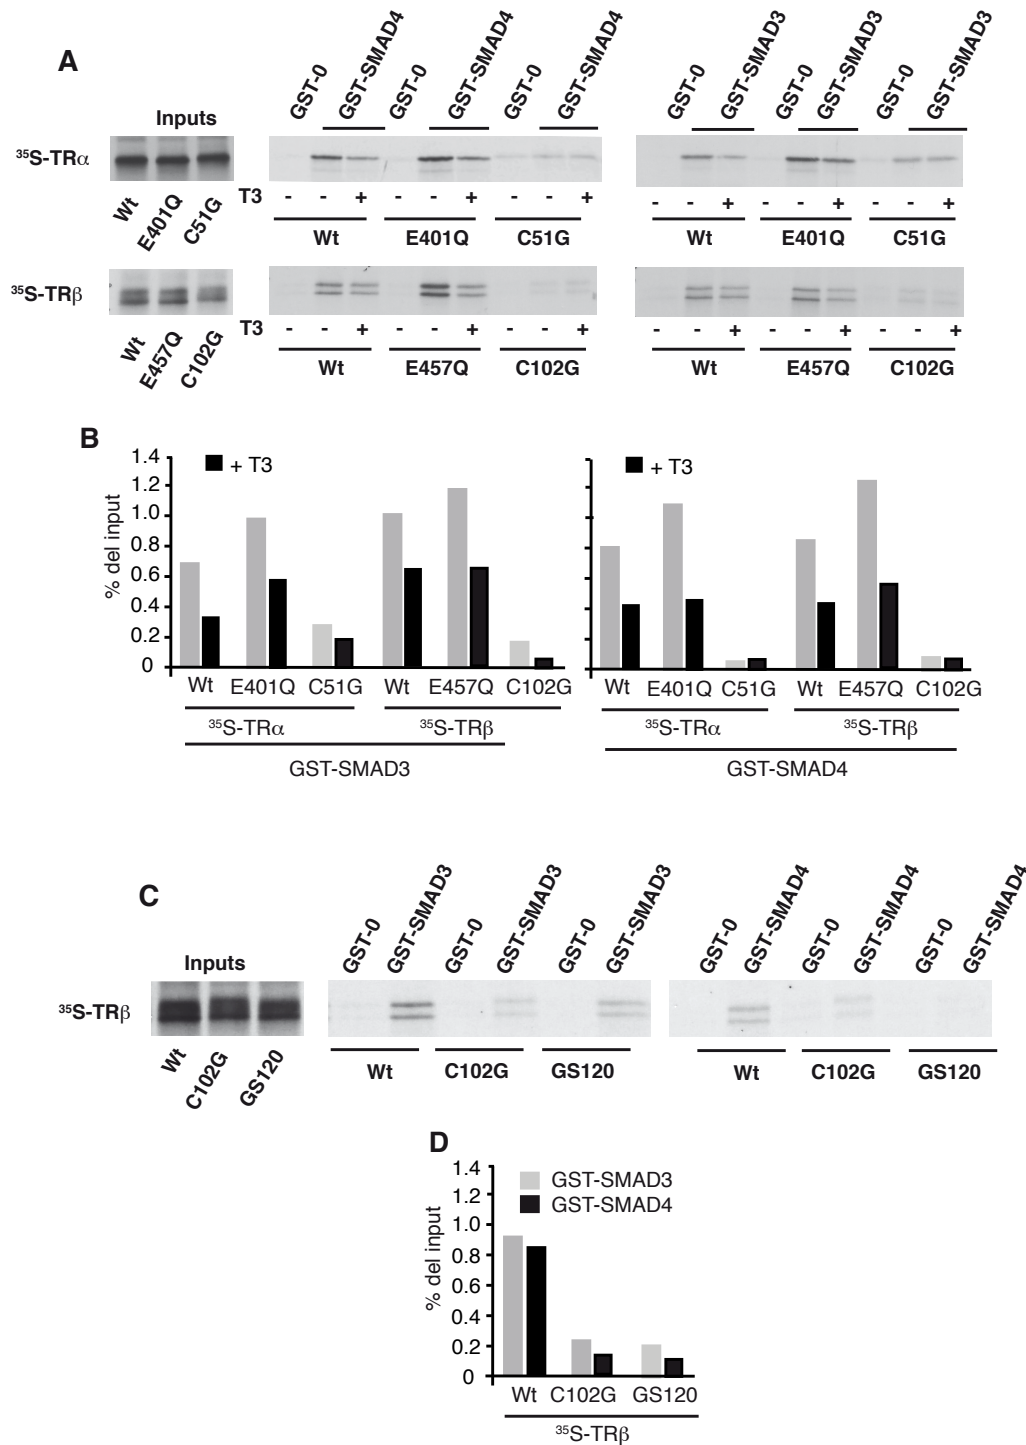 A
GST-0 GST-SMAD4 GST-0 GST-SMAD4 GST-0 GST-SMAD4 GST-0 GST-SMAD3 GST-0 GST-SMAD3 GST-0 GST-SMAD3
Inputs
³⁵S-TRα
Wt E401Q C51G
T3 - - + - - + - - + - - + - - + - - +
Wt E401Q C51G Wt E401Q C51G
³⁵S-TRβ
Wt E457Q C102G
T3 - - + - - + - - + - - + - - + - - +
Wt E457Q C102G Wt E457Q C102G
B
% del input
1.4
1.2
1.0
0.8
0.6
0.4
0.2
0
+ T3
+ T3
Wt E401Q C51G Wt E457Q C102G
Wt E401Q C51G Wt E457Q C102G
³⁵S-TRα ³⁵S-TRβ
³⁵S-TRα ³⁵S-TRβ
GST-SMAD3
GST-SMAD4
C
GST-0 GST-SMAD3 GST-0 GST-SMAD3 GST-0 GST-SMAD3 GST-0 GST-SMAD4 GST-0 GST-SMAD4 GST-0 GST-SMAD4
Inputs
³⁵S-TRβ
Wt C102G GS120
Wt C102G GS120 Wt C102G GS120
D
% del input
1.4
1.2
1.0
0.8
0.6
0.4
0.2
0
GST-SMAD3
GST-SMAD4
Wt C102G GS120
³⁵S-TRβ